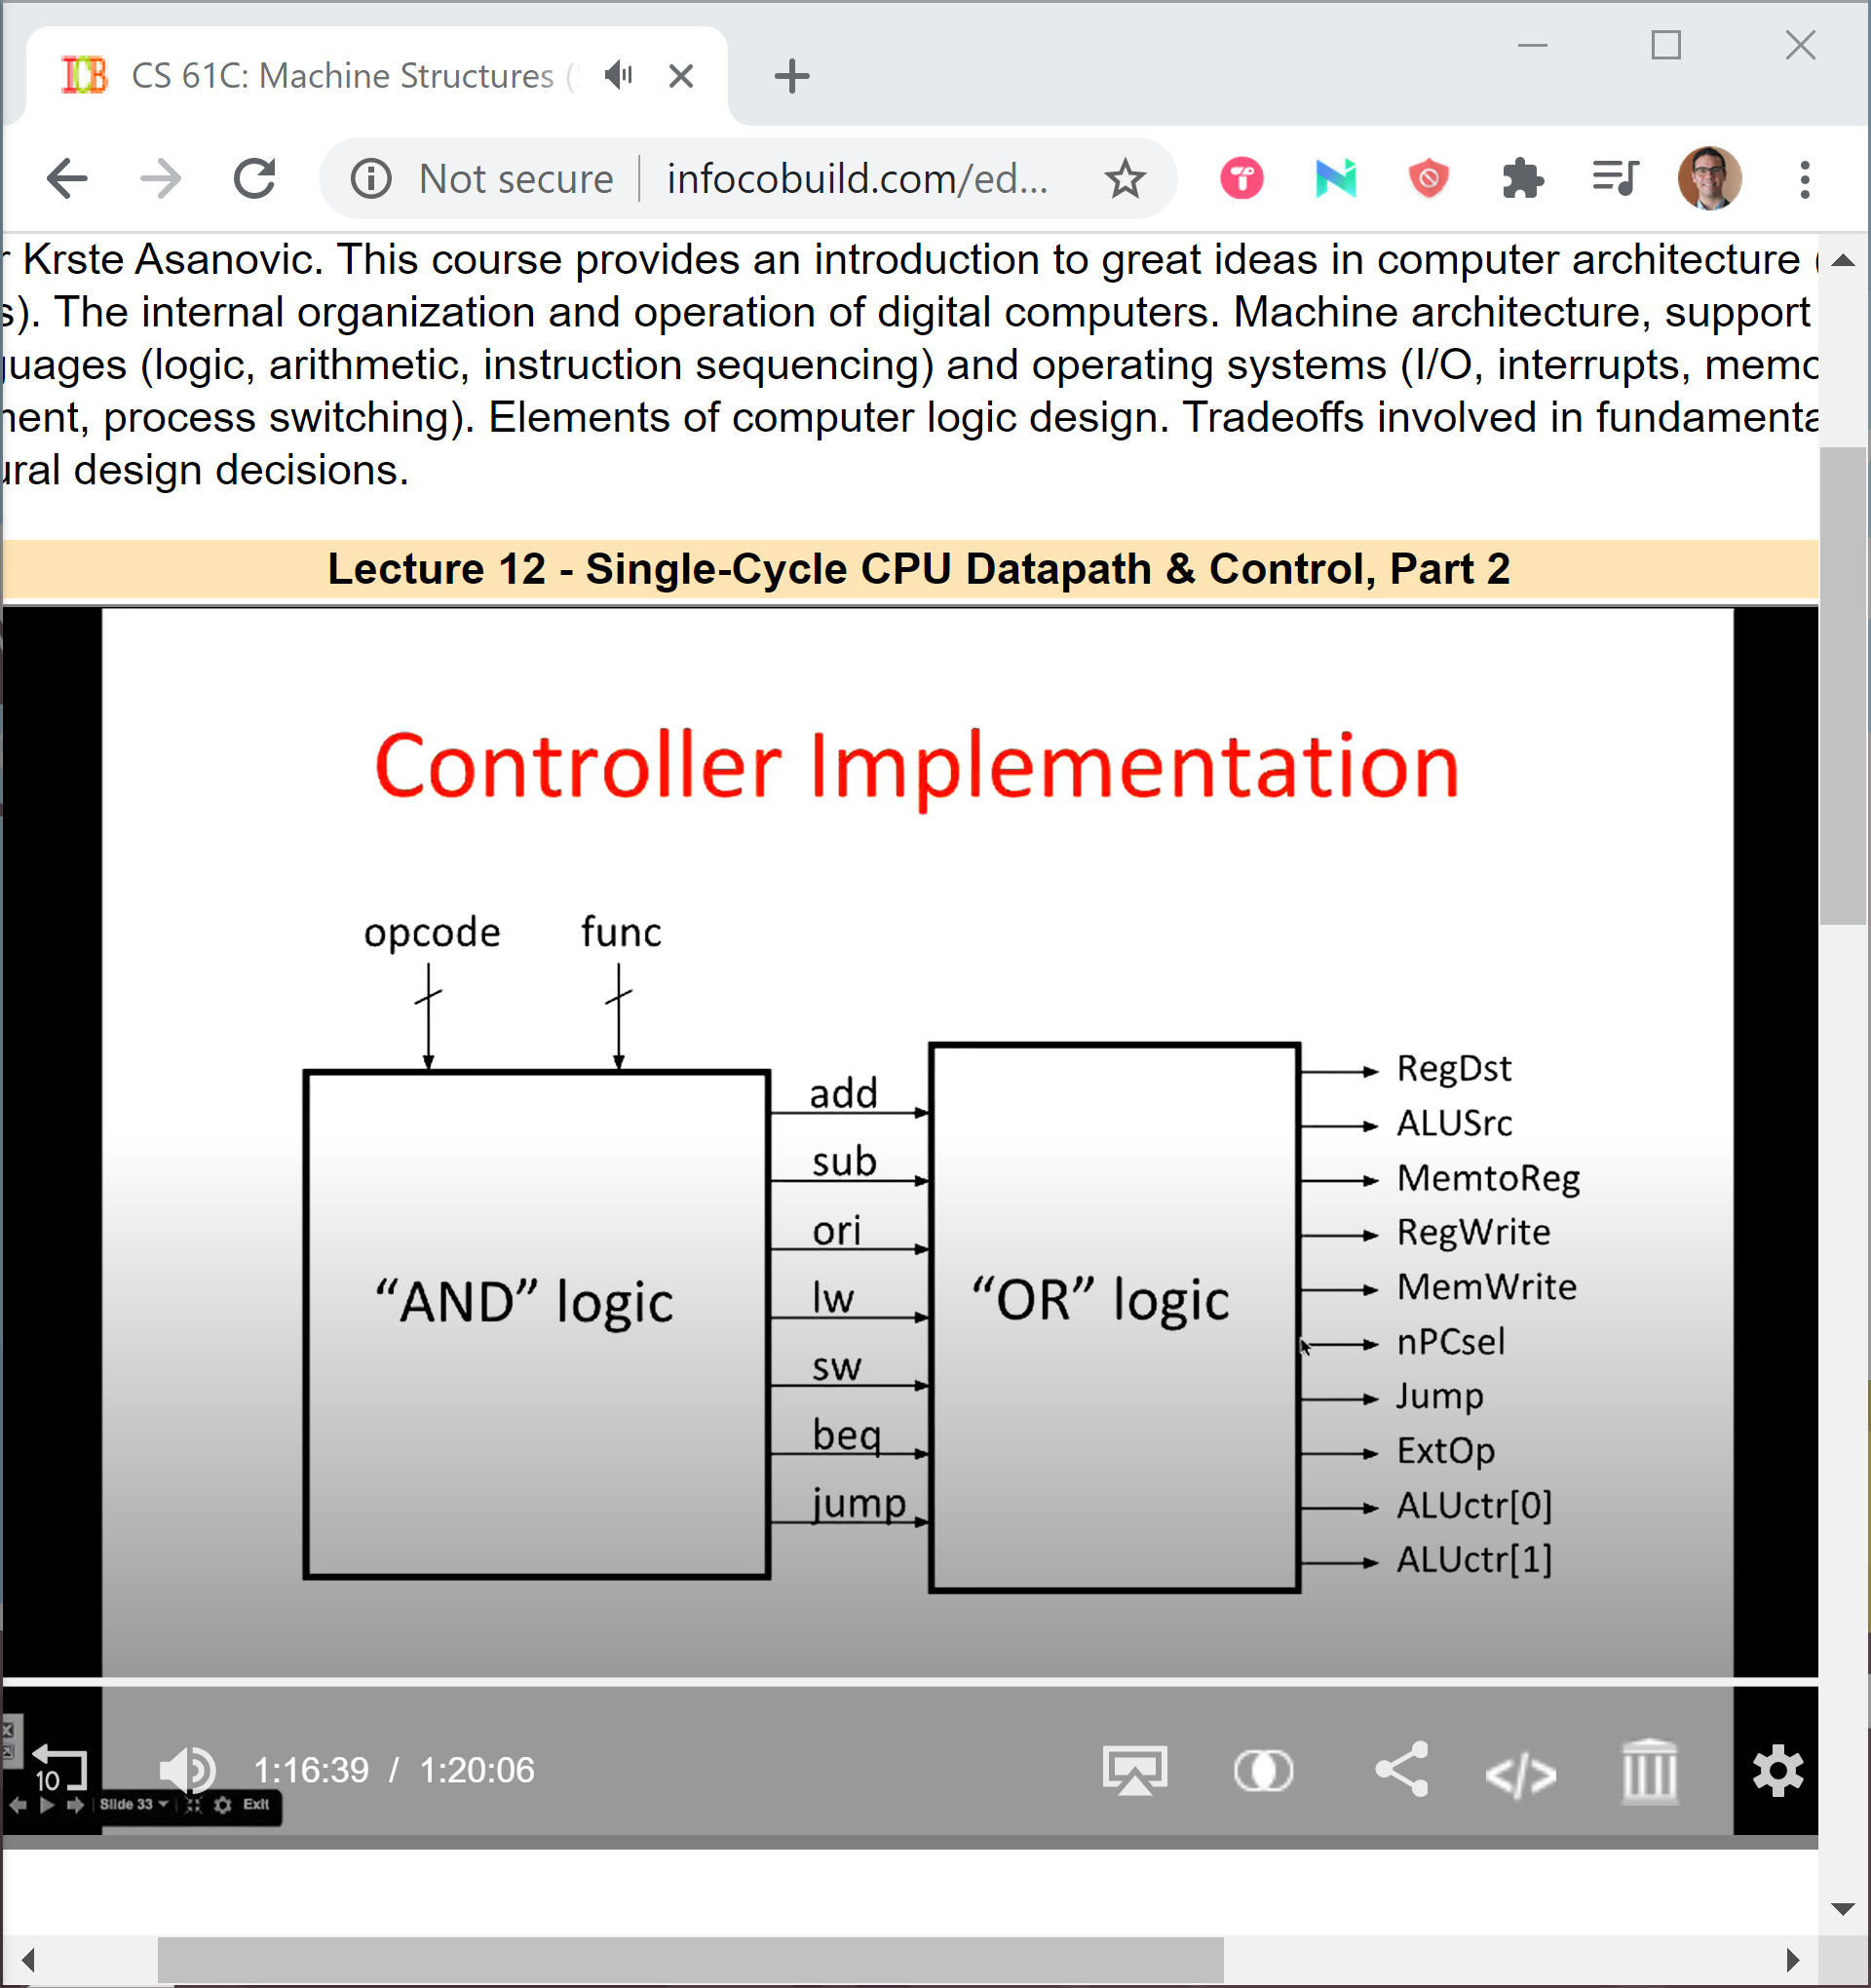 ICB CS 61C: Machine Structures (
Not secure infocobuild.com/ed...
r Krste Asanovic. This course provides an introduction to great ideas in computer architecture (
s). The internal organization and operation of digital computers. Machine architecture, support
uages (logic, arithmetic, instruction sequencing) and operating systems (I/O, interrupts, memo
nent, process switching). Elements of computer logic design. Tradeoffs involved in fundamenta
ural design decisions.
Lecture 12 - Single-Cycle CPU Datapath & Control, Part 2
Controller Implementation
opcode func
add
sub
ori
lw
sw
beq
jump
“AND” logic
“OR” logic
RegDst
ALUSrc
MemtoReg
RegWrite
MemWrite
nPCsel
Jump
ExtOp
ALUctr[0]
ALUctr[1]
10 1:16:39 / 1:20:06 </>
Slide 33 Exit